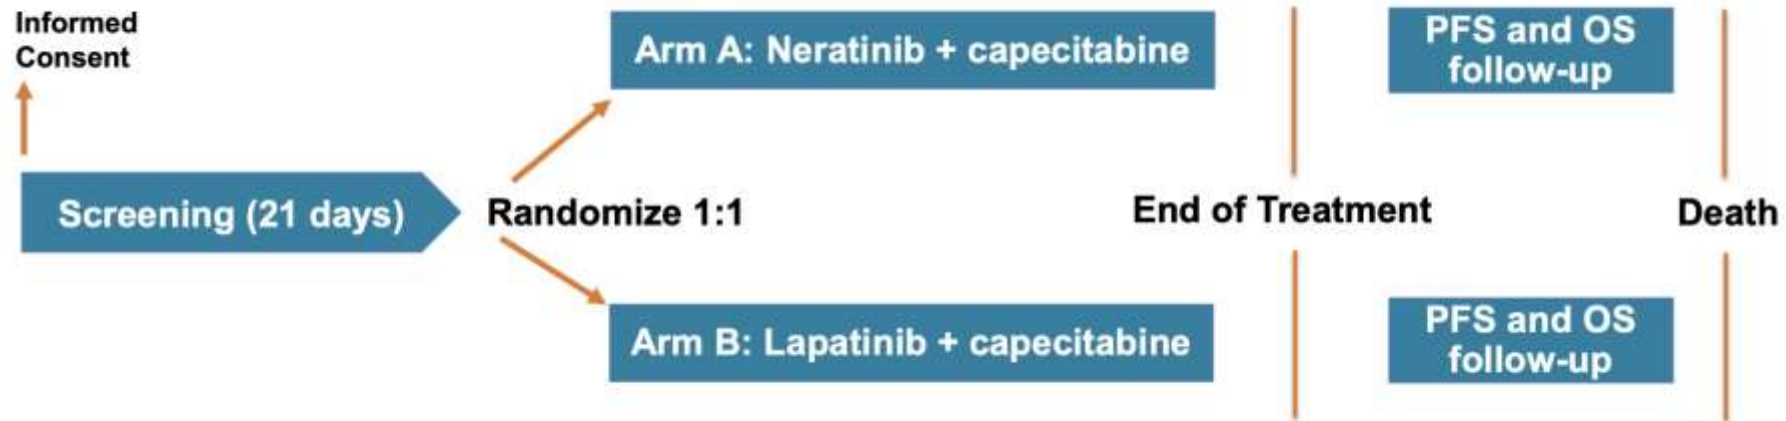 Informed
Consent
Screening (21 days)
Randomize 1:1
Arm A: Neratinib + capecitabine
Arm B: Lapatinib + capecitabine
End of Treatment
PFS and OS
follow-up
PFS and OS
follow-up
Death